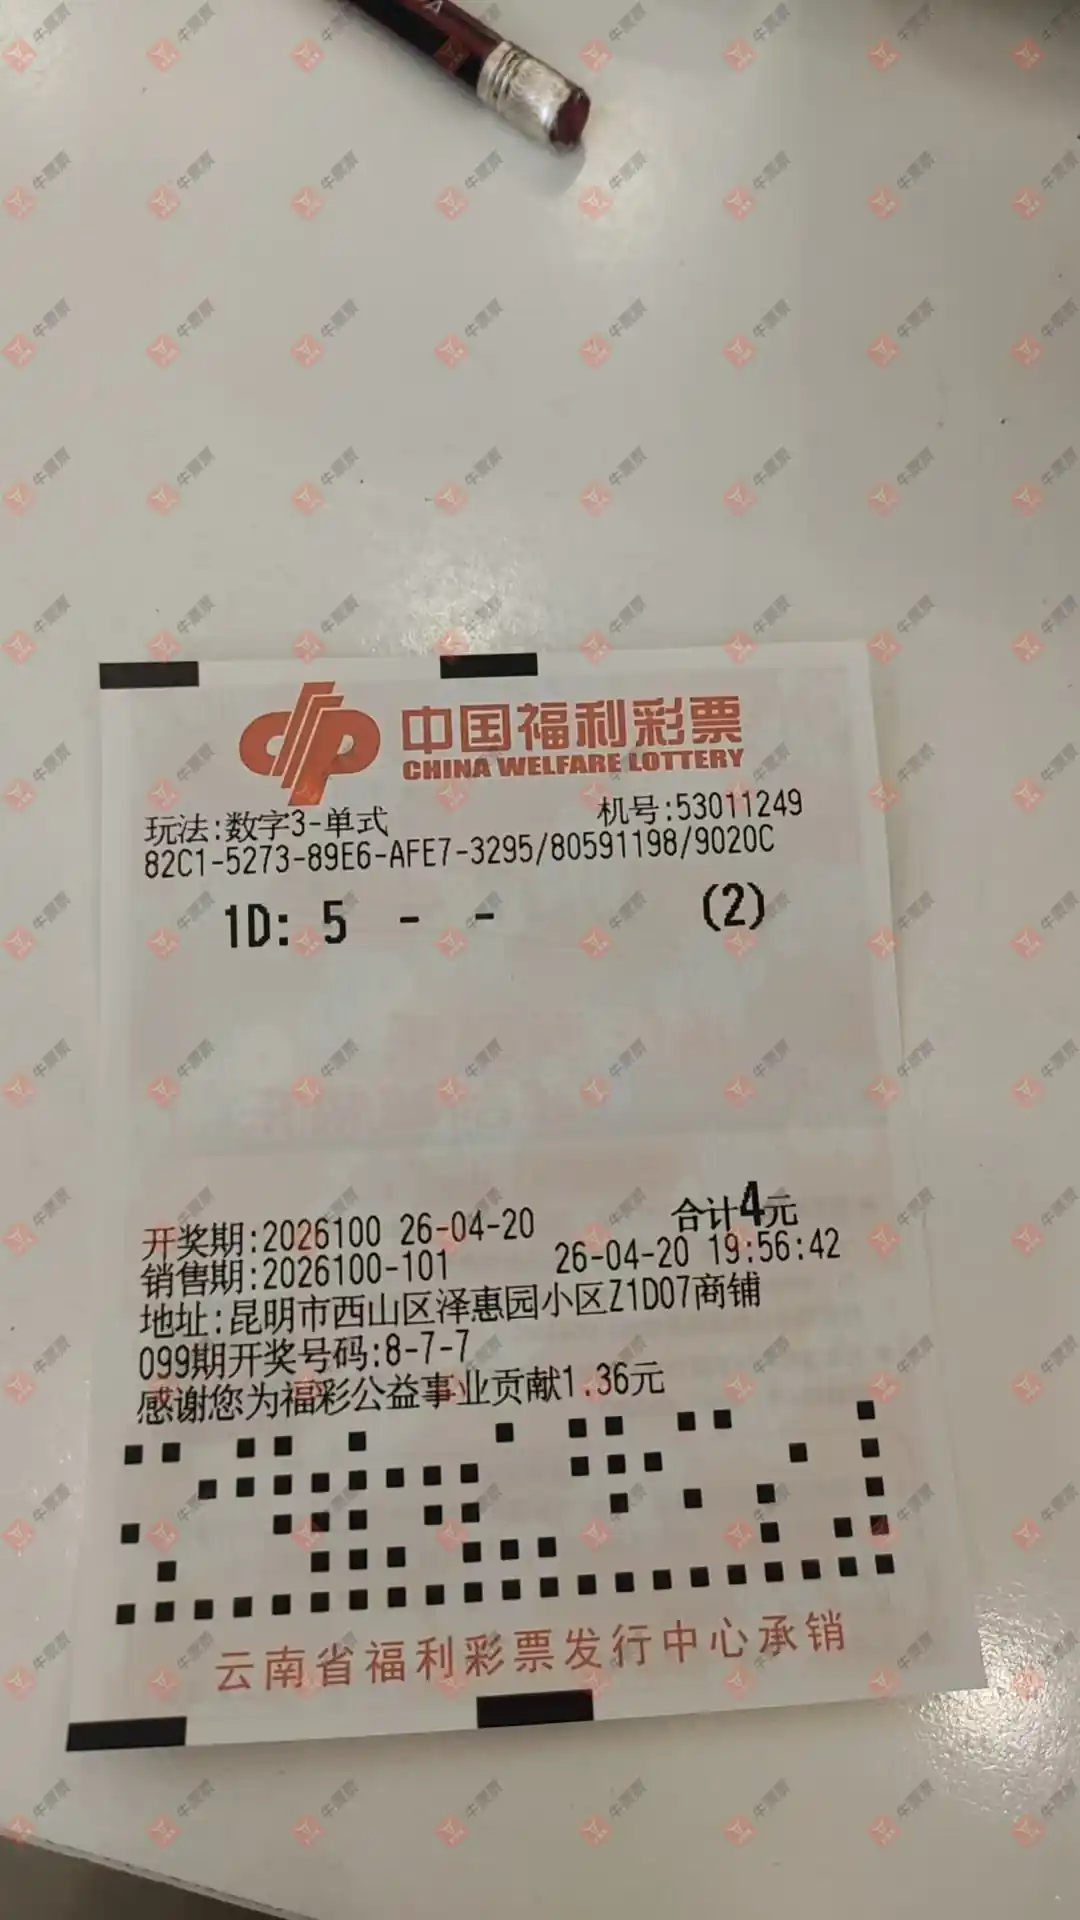 中国福利彩票
CHINA WELFARE LOTTERY
玩法:数字3-单式 机号:53011249
82C1-5273-89E6-AFE7-3295/80591198/9020C
1D: 5 - - (2)
开奖期:2026100 26-04-20 合计4元
销售期:2026100-101 26-04-20 19:56:42
地址:昆明市西山区泽惠园小区Z1D07商铺
099期开奖号码:8-7-7
感谢您为福彩公益事业贡献1.36元
云南省福利彩票发行中心承销
牛票票